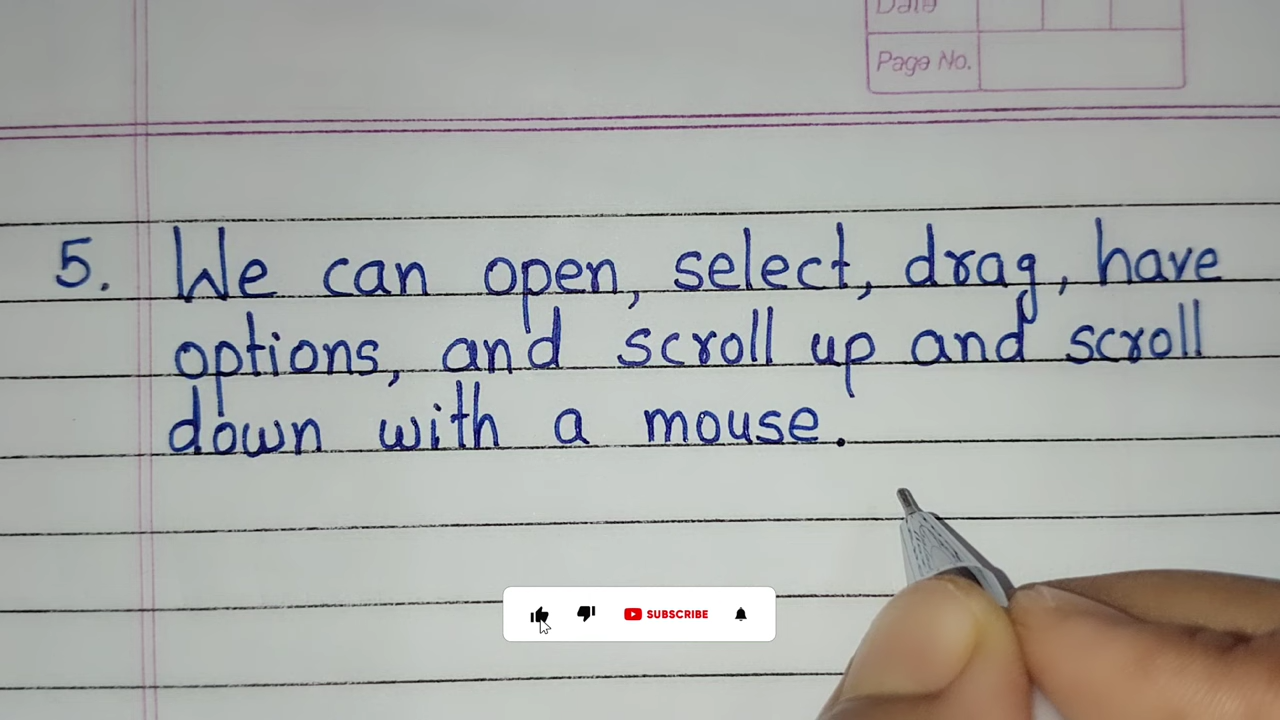 Date
Page No.
5. We can open, select, drag, have
options, and scroll up and scroll
down with a mouse.
SUBSCRIBE